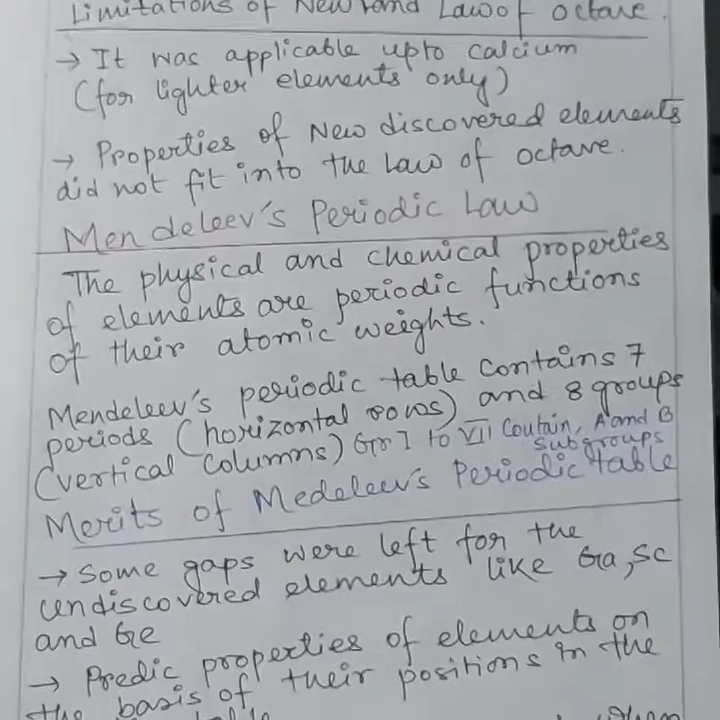 Limitations of Newland Law of octave.
→ It was applicable upto calcium
(for lighter elements only)
→ Properties of New discovered elements
did not fit into the Law of octave.
Mendeleev's Periodic Law
The physical and chemical properties
of elements are periodic functions
of their atomic weights.
Mendeleev's periodic table contains 7
periods (horizontal rows) and 8 groups
(vertical columns) Gr I to VII Contain, A and B
subgroups
Merits of Medeleev's Periodic table
→ Some gaps were left for the
undiscovered elements like Ga, Sc
and Ge
→ Predic properties of elements on
the basis of their positions in the